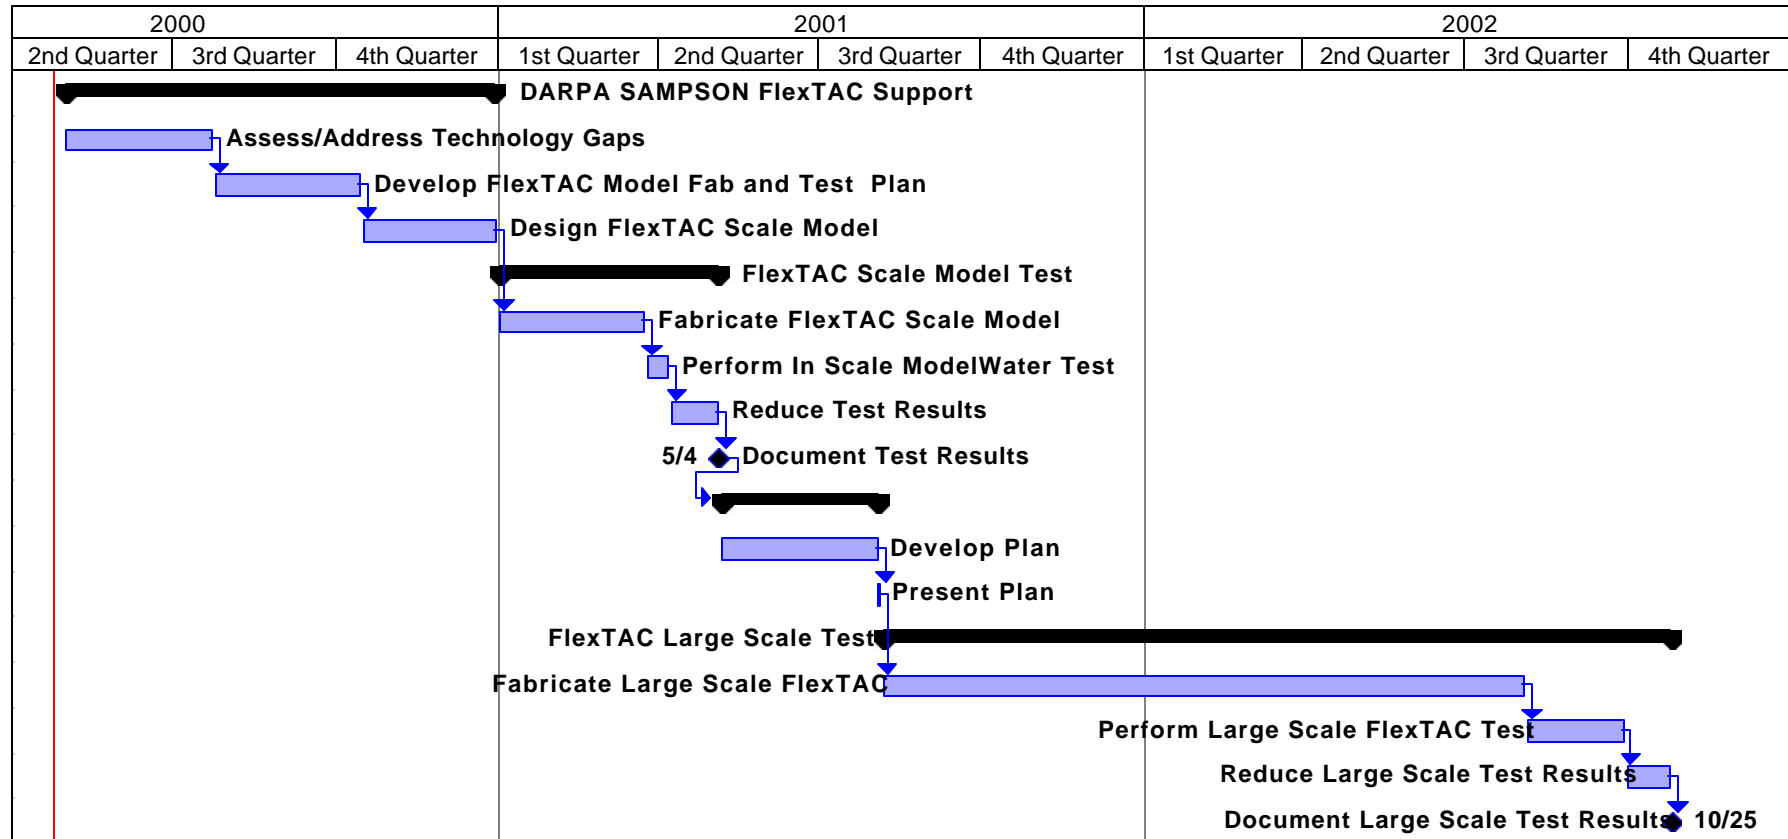 2000 2001 2002
2nd Quarter 3rd Quarter 4th Quarter 1st Quarter 2nd Quarter 3rd Quarter 4th Quarter 1st Quarter 2nd Quarter 3rd Quarter 4th Quarter
DARPA SAMPSON FlexTAC Support
Assess/Address Technology Gaps
Develop FlexTAC Model Fab and Test Plan
Design FlexTAC Scale Model
FlexTAC Scale Model Test
Fabricate FlexTAC Scale Model
Perform In Scale ModelWater Test
Reduce Test Results
5/4 Document Test Results
Develop Plan
Present Plan
FlexTAC Large Scale Test
Fabricate Large Scale FlexTAC
Perform Large Scale FlexTAC Test
Reduce Large Scale Test Results
Document Large Scale Test Results 10/25